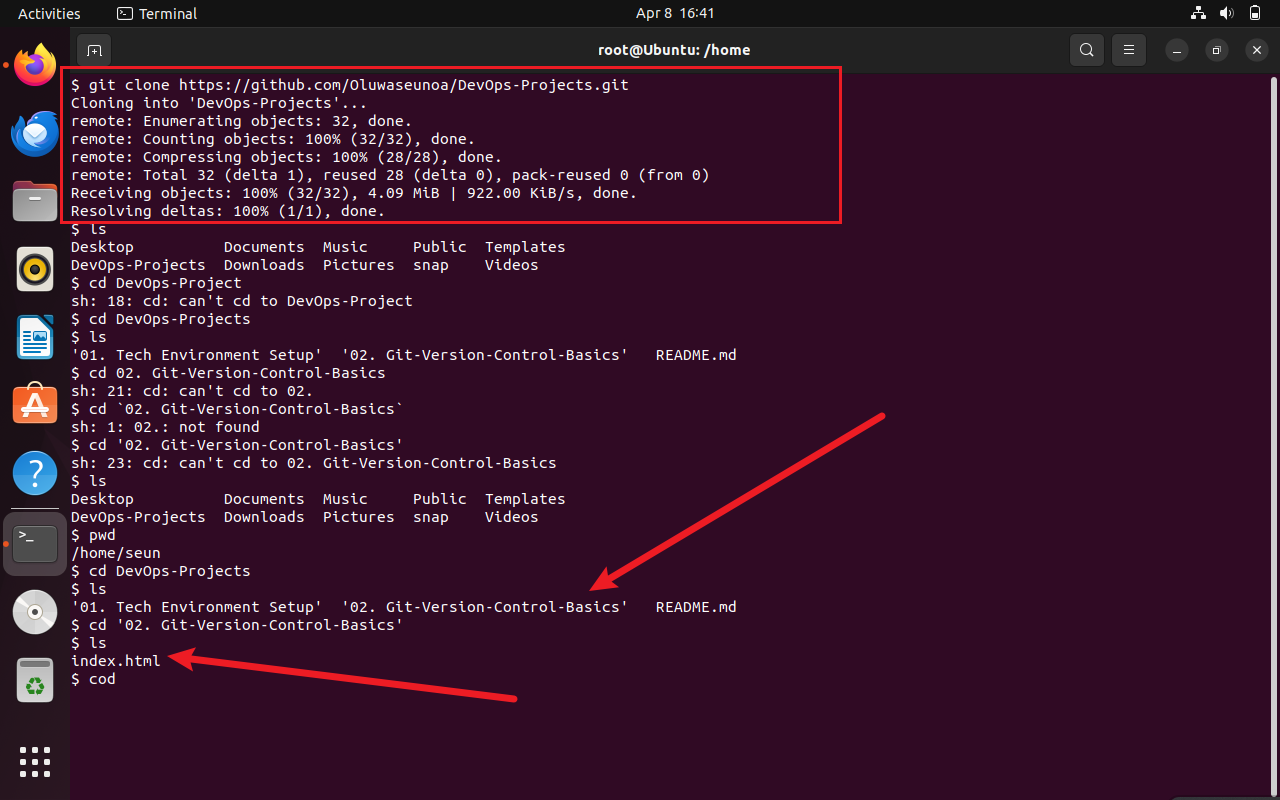 Activities
Terminal
Apr 8 16:41
root@Ubuntu: /home
$ git clone https://github.com/Oluwaseunoa/DevOps-Projects.git
Cloning into 'DevOps-Projects'...
remote: Enumerating objects: 32, done.
remote: Counting objects: 100% (32/32), done.
remote: Compressing objects: 100% (28/28), done.
remote: Total 32 (delta 1), reused 28 (delta 0), pack-reused 0 (from 0)
Receiving objects: 100% (32/32), 4.09 MiB | 922.00 KiB/s, done.
Resolving deltas: 100% (1/1), done.
$ ls
Desktop          Documents  Music     Public  Templates
DevOps-Projects  Downloads  Pictures  snap    Videos
$ cd DevOps-Project
sh: 18: cd: can't cd to DevOps-Project
$ cd DevOps-Projects
$ ls
'01. Tech Environment Setup'  '02. Git-Version-Control-Basics'   README.md
$ cd 02. Git-Version-Control-Basics
sh: 21: cd: can't cd to 02.
$ cd `02. Git-Version-Control-Basics`
sh: 1: 02.: not found
$ cd '02. Git-Version-Control-Basics'
sh: 23: cd: can't cd to 02. Git-Version-Control-Basics
$ ls
Desktop          Documents  Music     Public  Templates
DevOps-Projects  Downloads  Pictures  snap    Videos
$ pwd
/home/seun
$ cd DevOps-Projects
$ ls
'01. Tech Environment Setup'  '02. Git-Version-Control-Basics'   README.md
$ cd '02. Git-Version-Control-Basics'
$ ls
index.html
$ cod